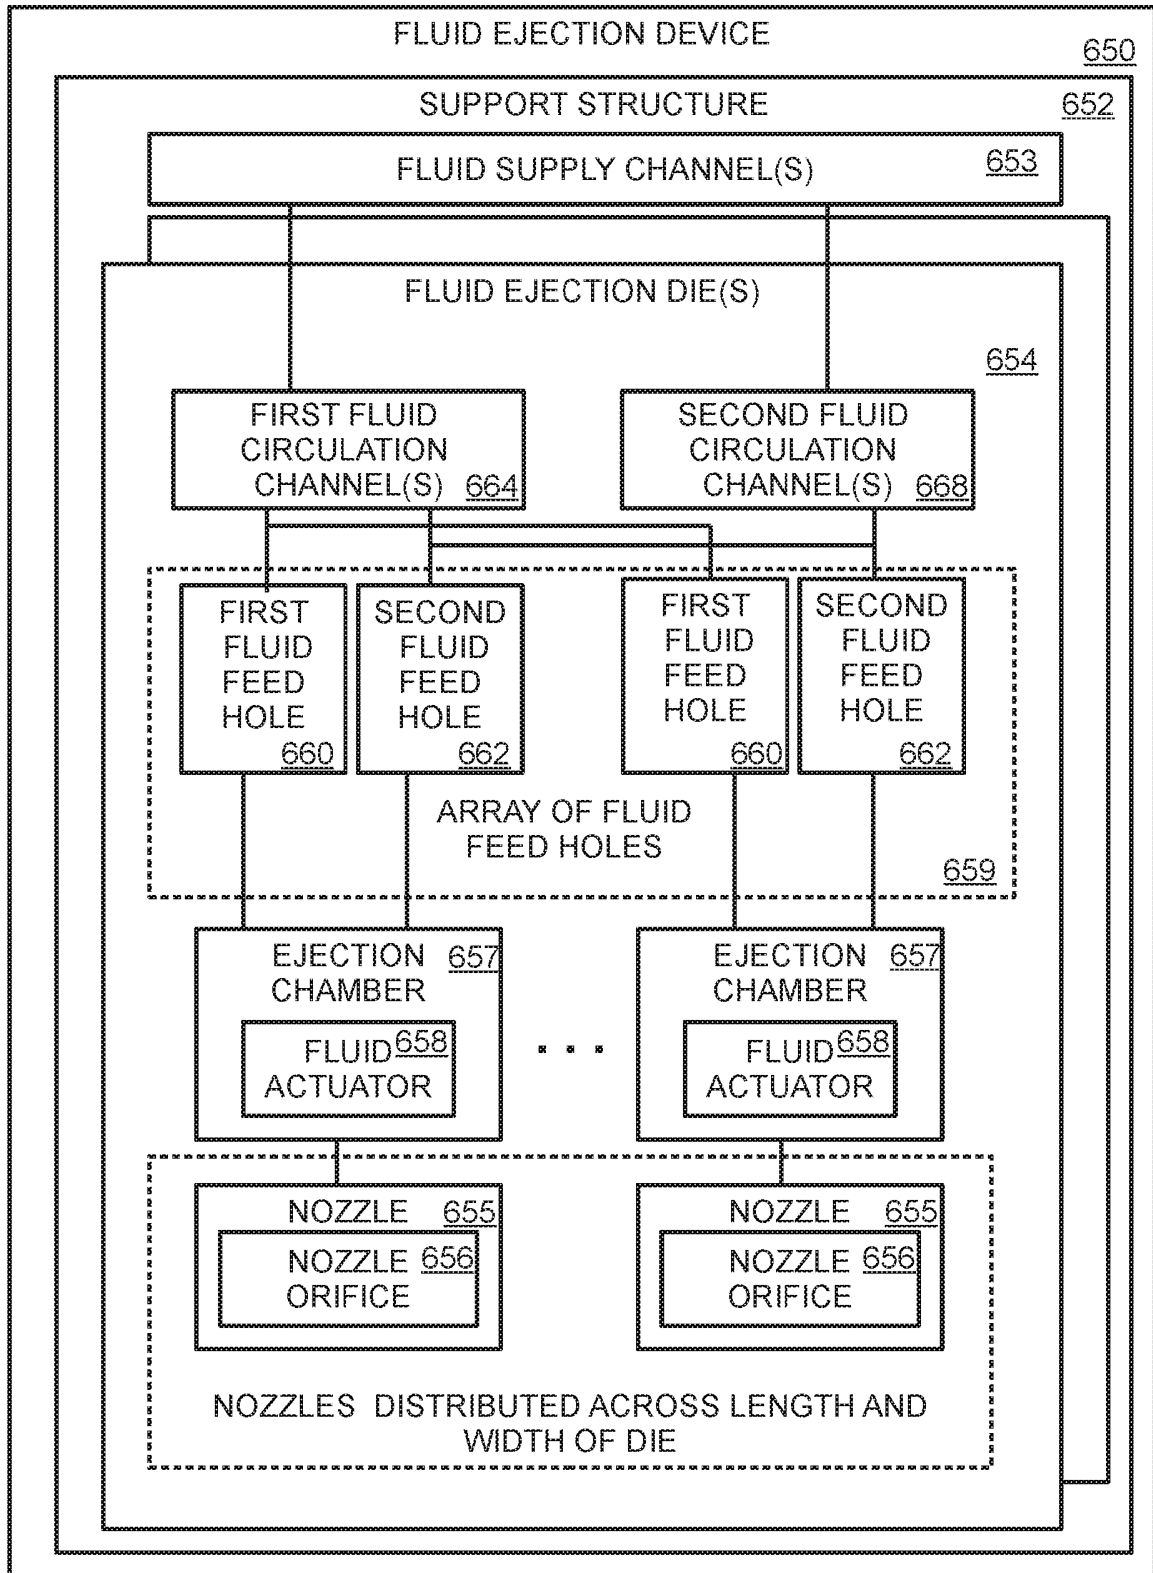 FLUID EJECTION DEVICE
650
SUPPORT STRUCTURE
652
FLUID SUPPLY CHANNEL(S)
653
FLUID EJECTION DIE(S)
654
FIRST FLUID
CIRCULATION
CHANNEL(S) 664
SECOND FLUID
CIRCULATION
CHANNEL(S) 668
FIRST
FLUID
FEED
HOLE
660
SECOND
FLUID
FEED
HOLE
662
FIRST
FLUID
FEED
HOLE
660
SECOND
FLUID
FEED
HOLE
662
ARRAY OF FLUID
FEED HOLES
659
EJECTION 657
CHAMBER
FLUID 658
ACTUATOR
. . .
EJECTION 657
CHAMBER
FLUID 658
ACTUATOR
NOZZLE 655
NOZZLE 656
ORIFICE
NOZZLE 655
NOZZLE 656
ORIFICE
NOZZLES DISTRIBUTED ACROSS LENGTH AND
WIDTH OF DIE